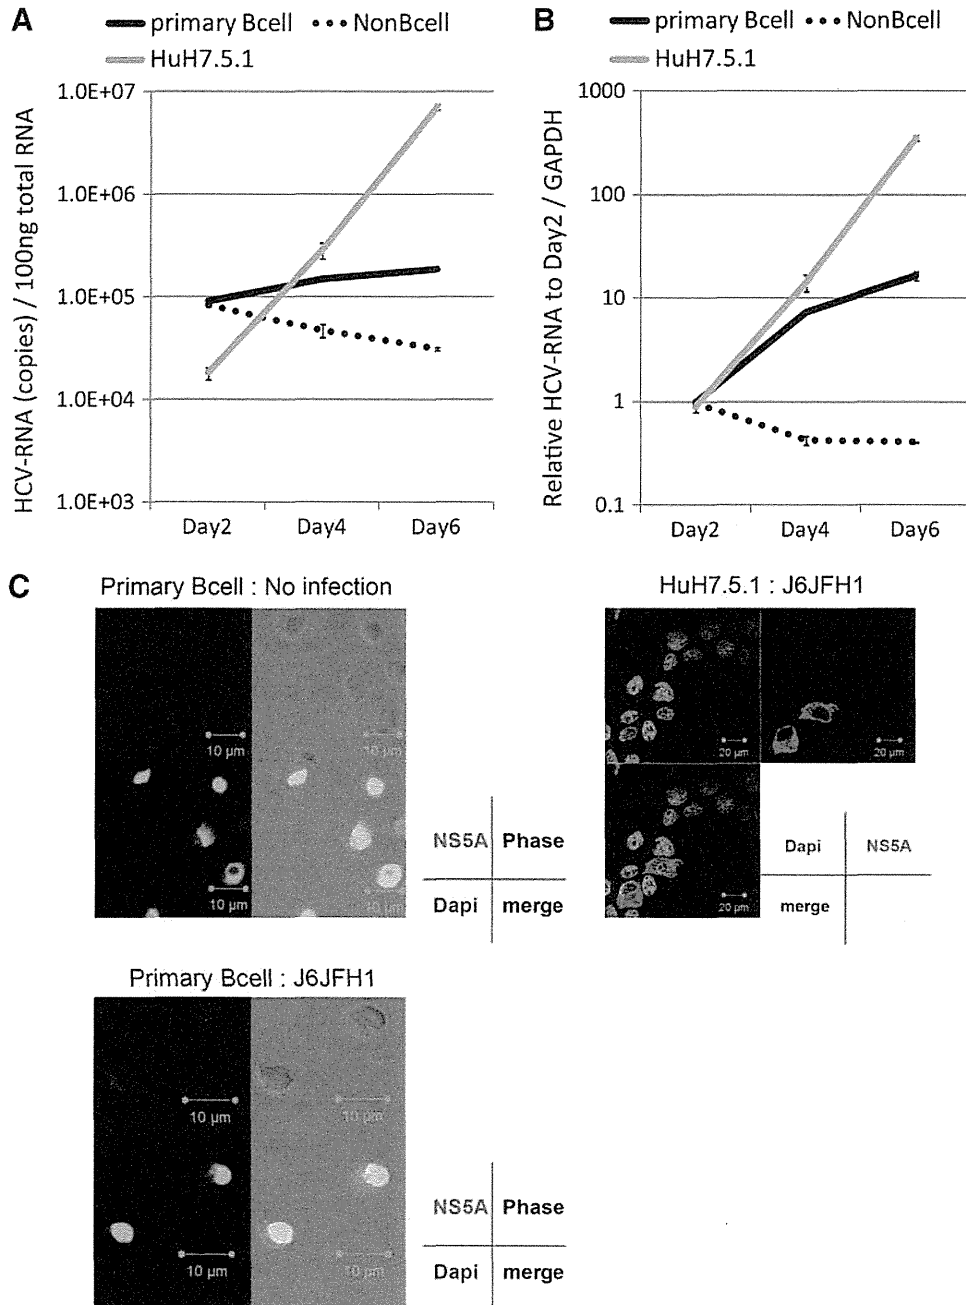 A
primary Bcell NonBcell
HuH7.5.1
HCV-RNA (copies) / 100ng total RNA
1.0E+07
1.0E+06
1.0E+05
1.0E+04
1.0E+03
Day2 Day4 Day6
B
primary Bcell NonBcell
HuH7.5.1
Relative HCV-RNA to Day2 / GAPDH
1000
100
10
1
0.1
Day2 Day4 Day6
C
Primary Bcell : No infection
10 µm 10 µm
10 µm 10 µm
NS5A Phase
Dapi merge
HuH7.5.1 : J6JFH1
20 µm 20 µm
20 µm
Dapi NS5A
merge
Primary Bcell : J6JFH1
10 µm 10 µm
10 µm 10 µm
NS5A Phase
Dapi merge